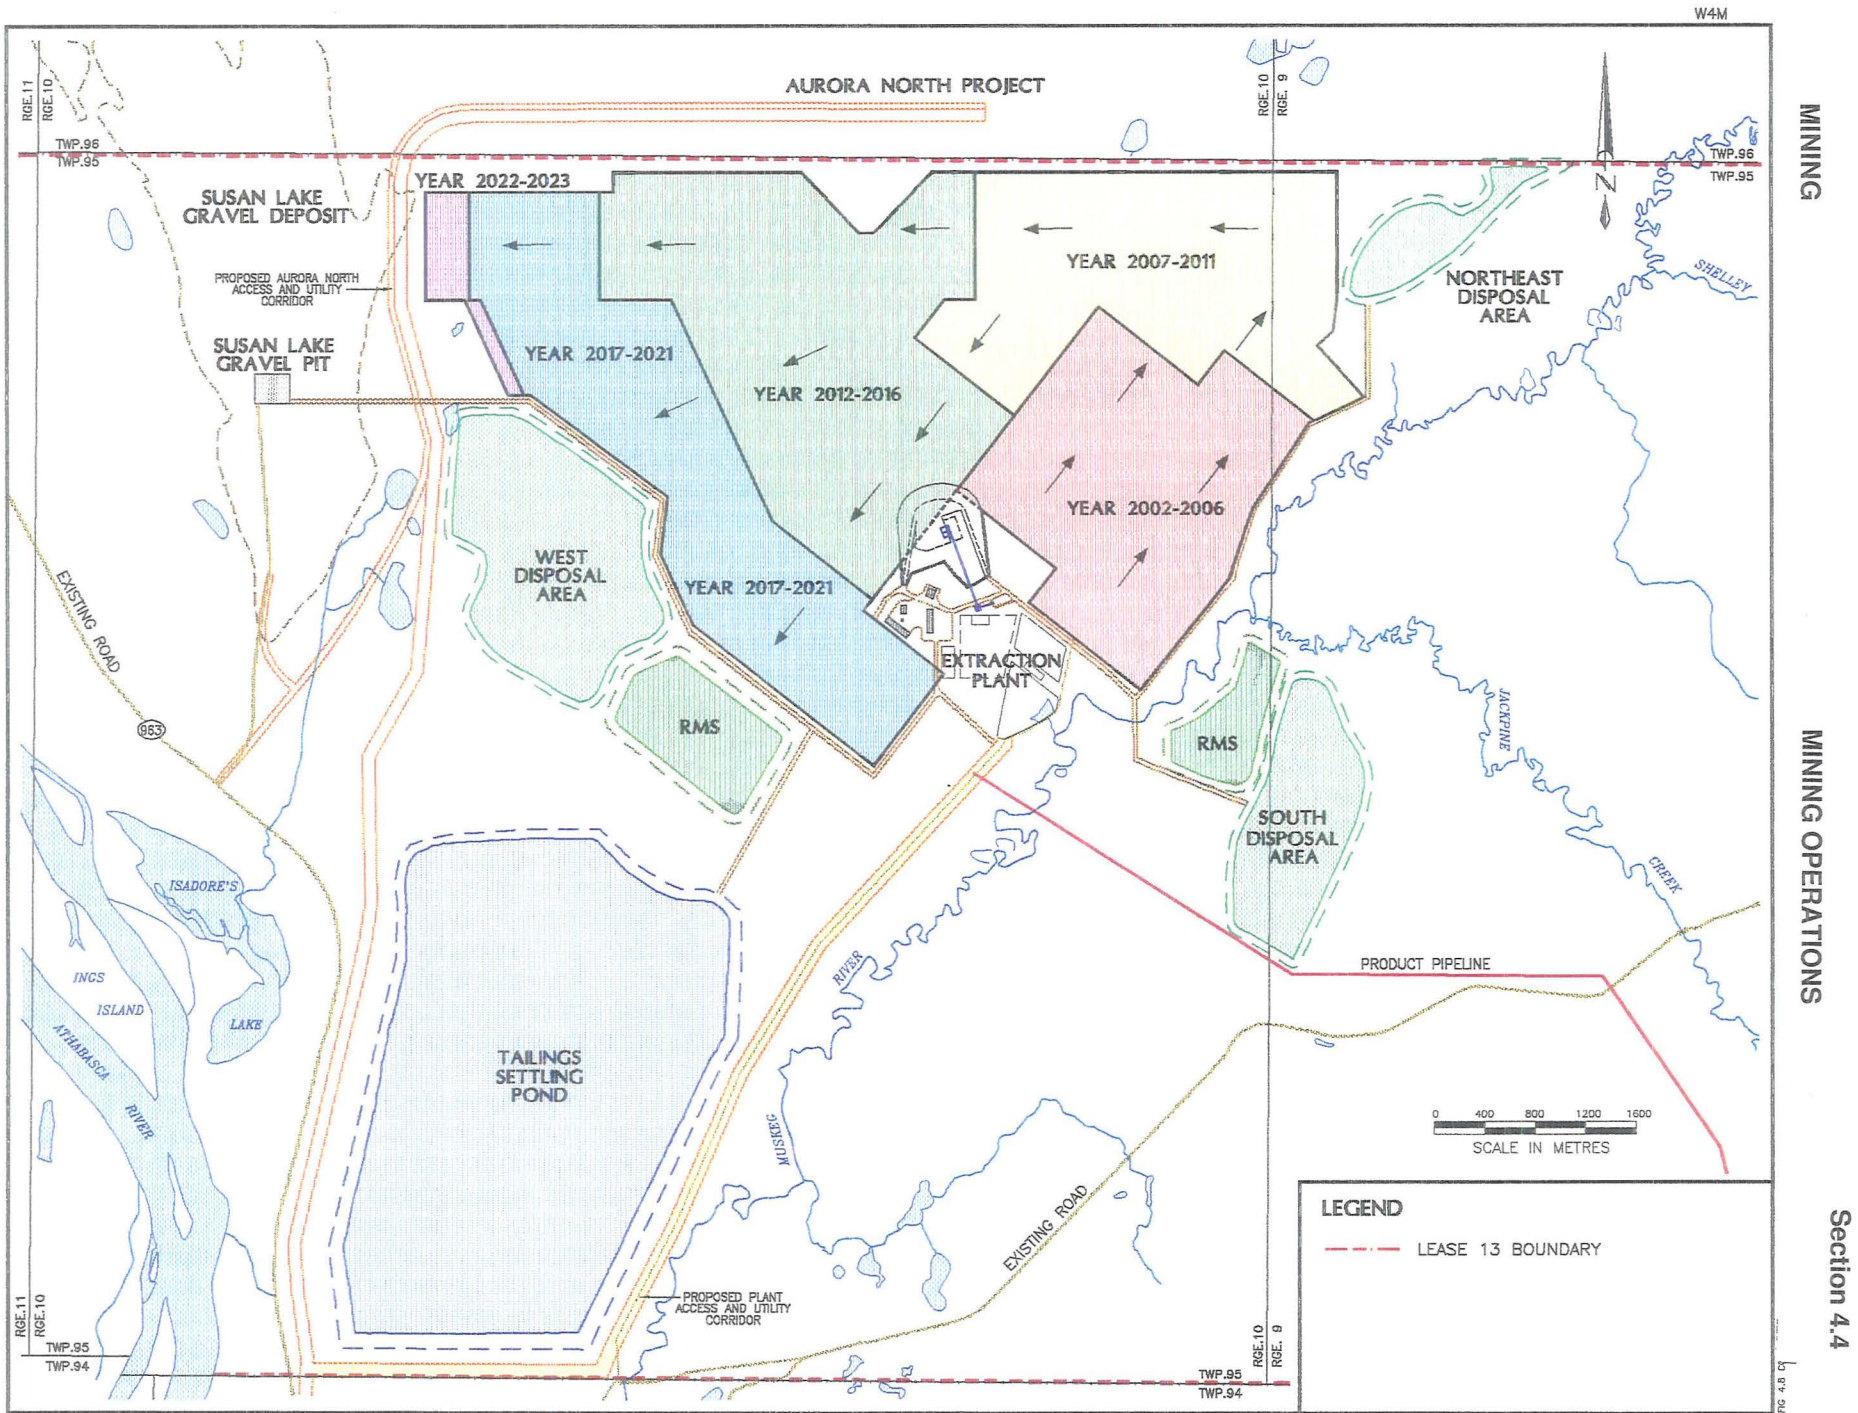 W4M
MINING
MINING OPERATIONS
Section 4.4
AURORA NORTH PROJECT
RGE.11
RGE.10
RGE.10
RGE. 9
TWP.96
TWP.95
TWP.96
TWP.95
YEAR 2022-2023
SUSAN LAKE
GRAVEL DEPOSIT
PROPOSED AURORA NORTH
ACCESS AND UTILITY
CORRIDOR
SUSAN LAKE
GRAVEL PIT
YEAR 2007-2011
N
NORTHEAST
DISPOSAL
AREA
SHELLEY
YEAR 2017-2021
YEAR 2012-2016
YEAR 2002-2006
WEST
DISPOSAL
AREA
YEAR 2017-2021
EXISTING ROAD
963
EXTRACTION
PLANT
RMS
RMS
JACKPINE
CREEK
SOUTH
DISPOSAL
AREA
ISADORE'S
LAKE
INGS
ISLAND
ATHABASCA
RIVER
RIVER
MUSKEG
PRODUCT PIPELINE
TAILINGS
SETTLING
POND
0 400 800 1200 1600
SCALE IN METRES
EXISTING ROAD
PROPOSED PLANT
ACCESS AND UTILITY
CORRIDOR
LEGEND
LEASE 13 BOUNDARY
RGE.11
RGE.10
TWP.95
TWP.94
RGE.10
RGE. 9
TWP.95
TWP.94
FIG 4.8